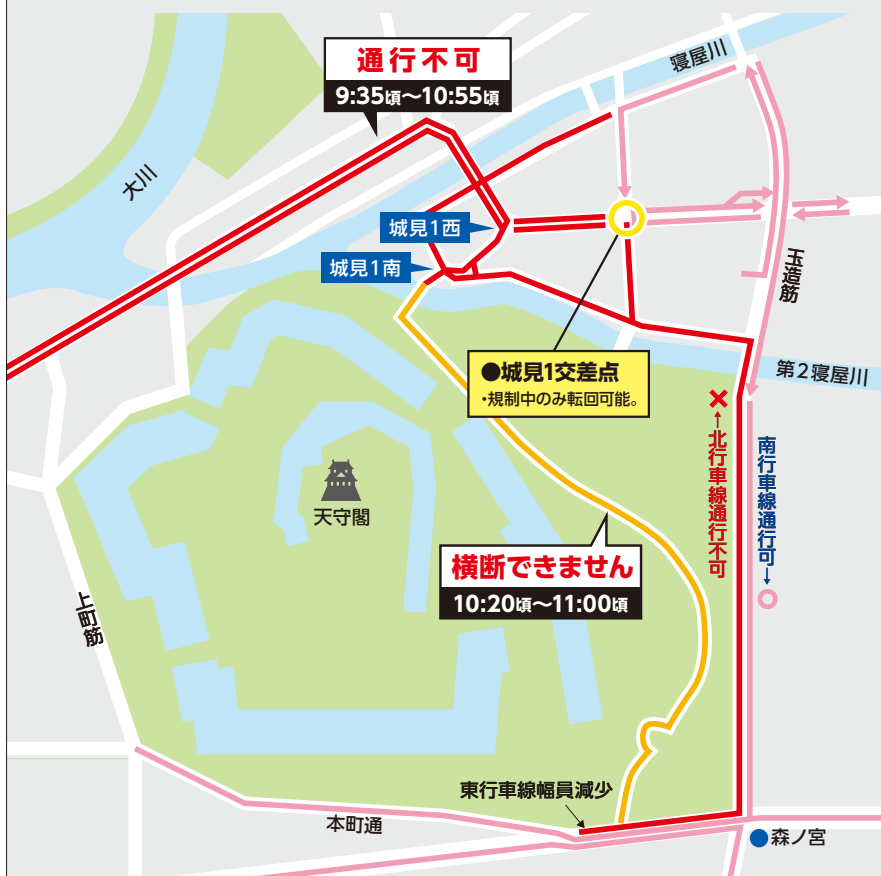 通行不可
9:35頃〜10:55頃
寝屋川
大川
城見1西
城見1南
玉造筋
●城見1交差点
・規制中のみ転回可能。
第2寝屋川
×←北行車線通行不可
南行車線通行可→○
天守閣
横断できません
10:20頃〜11:00頃
上町筋
東行車線幅員減少
本町通
森ノ宮